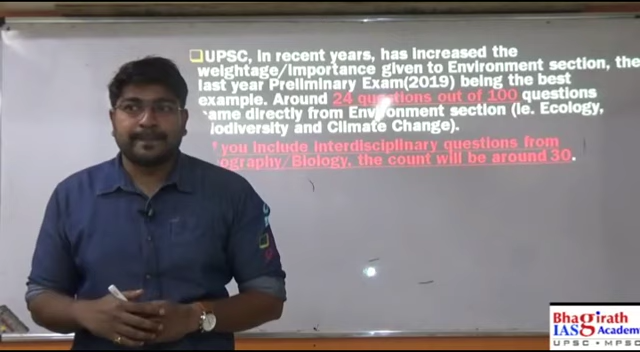 UPSC, in recent years, has increased the
weightage/importance given to Environment section, the
last year Preliminary Exam(2019) being the best
example. Around 24 questions out of 100 questions
came directly from Environment section (ie. Ecology,
Biodiversity and Climate Change).
you include interdisciplinary questions from
Geography/Biology, the count will be around 30.
Bhagirath
IAS Academy
UPSC • MPSC